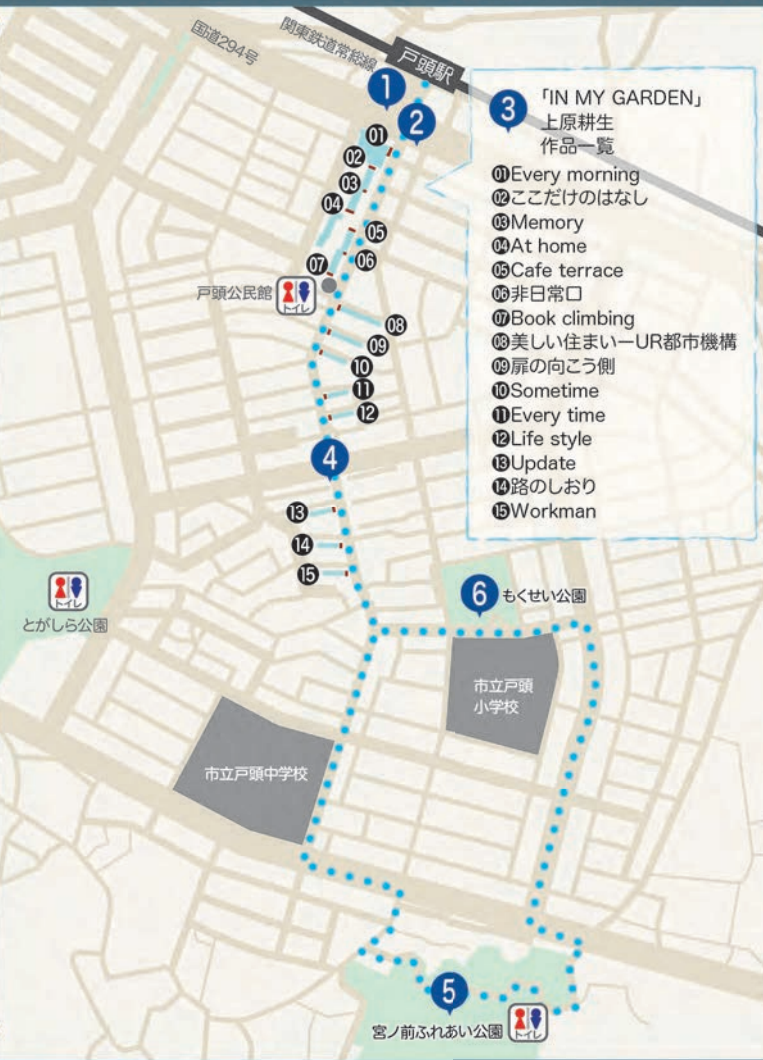 国道294号
関東鉄道常総線
戸頭駅
1
2
3
「IN MY GARDEN」
上原耕生
作品一覧
01Every morning
02ここだけのはなし
03Memory
04At home
05Cafe terrace
06非日常口
07Book climbing
08美しい住まいーUR都市機構
09扉の向こう側
10Sometime
11Every time
12Life style
13Update
14路のしおり
15Workman
01
02
03
04
05
06
07
戸頭公民館
トイレ
08
09
10
11
12
4
13
14
15
トイレ
とがしら公園
6
もくせい公園
市立戸頭
小学校
市立戸頭中学校
5
宮ノ前ふれあい公園
トイレ